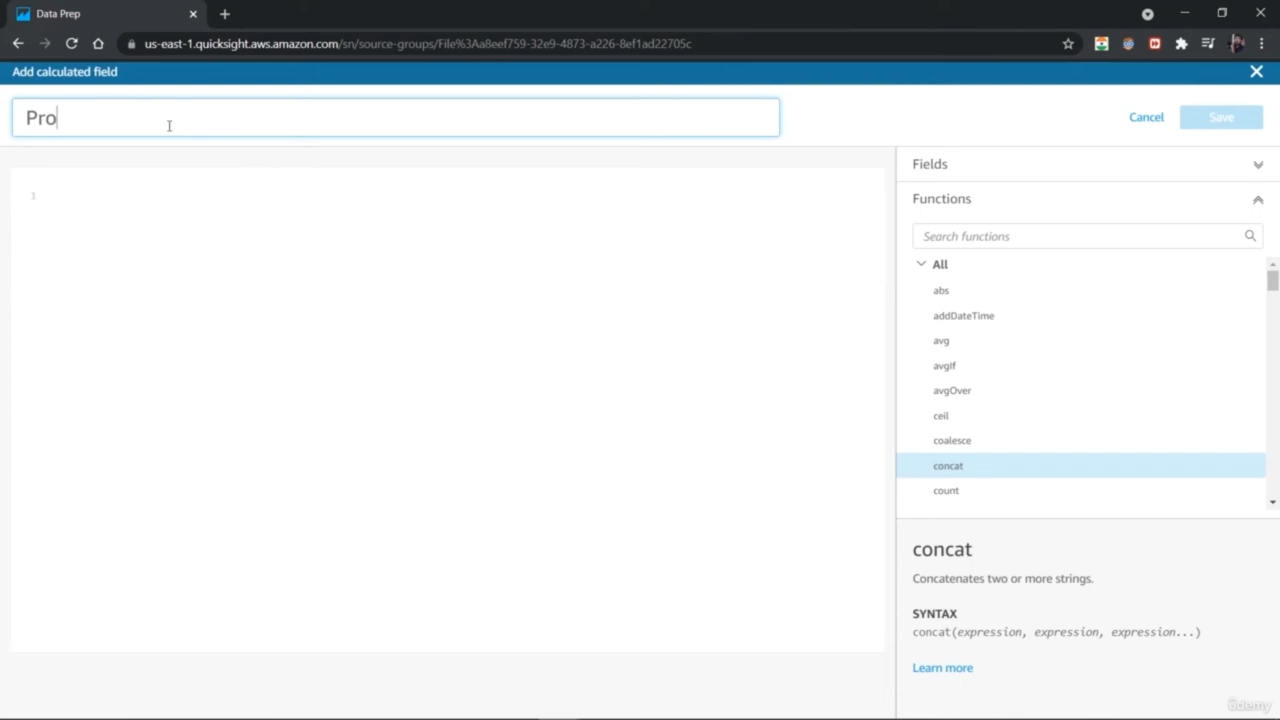 Data Prep
us-east-1.quicksight.aws.amazon.com/sn/source-groups/File%3Aa8eef759-32e9-4873-a226-8ef1ad22705c
Add calculated field
Pro
Cancel
Save
1
Fields
Functions
Search functions
All
abs
addDateTime
avg
avgIf
avgOver
ceil
coalesce
concat
count
concat
Concatenates two or more strings.
SYNTAX
concat(expression, expression, expression...)
Learn more
ûdemy